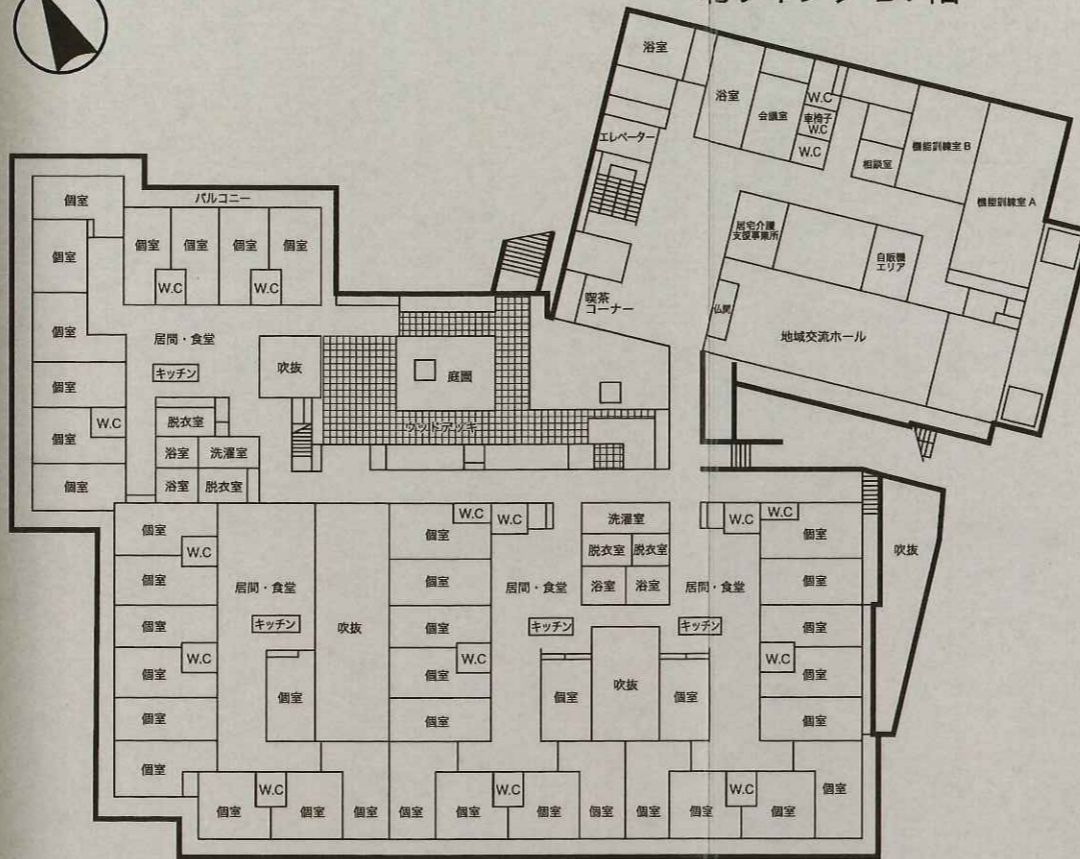 浴室
浴室
会議室
W.C
車椅子
W.C
W.C
エレベーター
相談室
機能訓練室 B
機能訓練室 A
居宅介護
支援事業所
自販機
エリア
喫茶
コーナー
仏間
地域交流ホール
バルコニー
個室
個室
個室
個室
個室
W.C
W.C
個室
個室
個室
W.C
個室
個室
居間・食堂
キッチン
吹抜
庭園
ウッドデッキ
脱衣室
浴室
洗濯室
浴室
脱衣室
個室
W.C
個室
個室
W.C
個室
個室
個室
居間・食堂
キッチン
個室
吹抜
W.C
W.C
個室
個室
個室
W.C
個室
個室
居間・食堂
キッチン
洗濯室
脱衣室
脱衣室
浴室
浴室
個室
吹抜
個室
W.C
W.C
居間・食堂
キッチン
個室
個室
個室
W.C
個室
個室
吹抜
W.C
個室
個室
個室
個室
W.C
個室
個室
個室
個室
W.C
個室
個室
個室